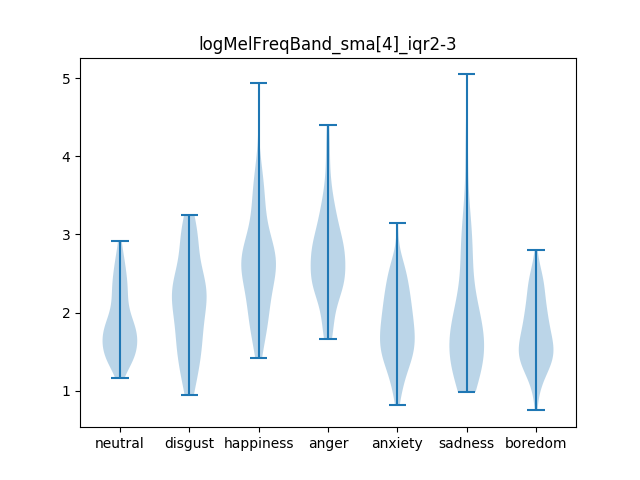 logMelFreqBand_sma[4]_iqr2-3
5
4
3
2
1
neutral disgust happiness anger anxiety sadness boredom